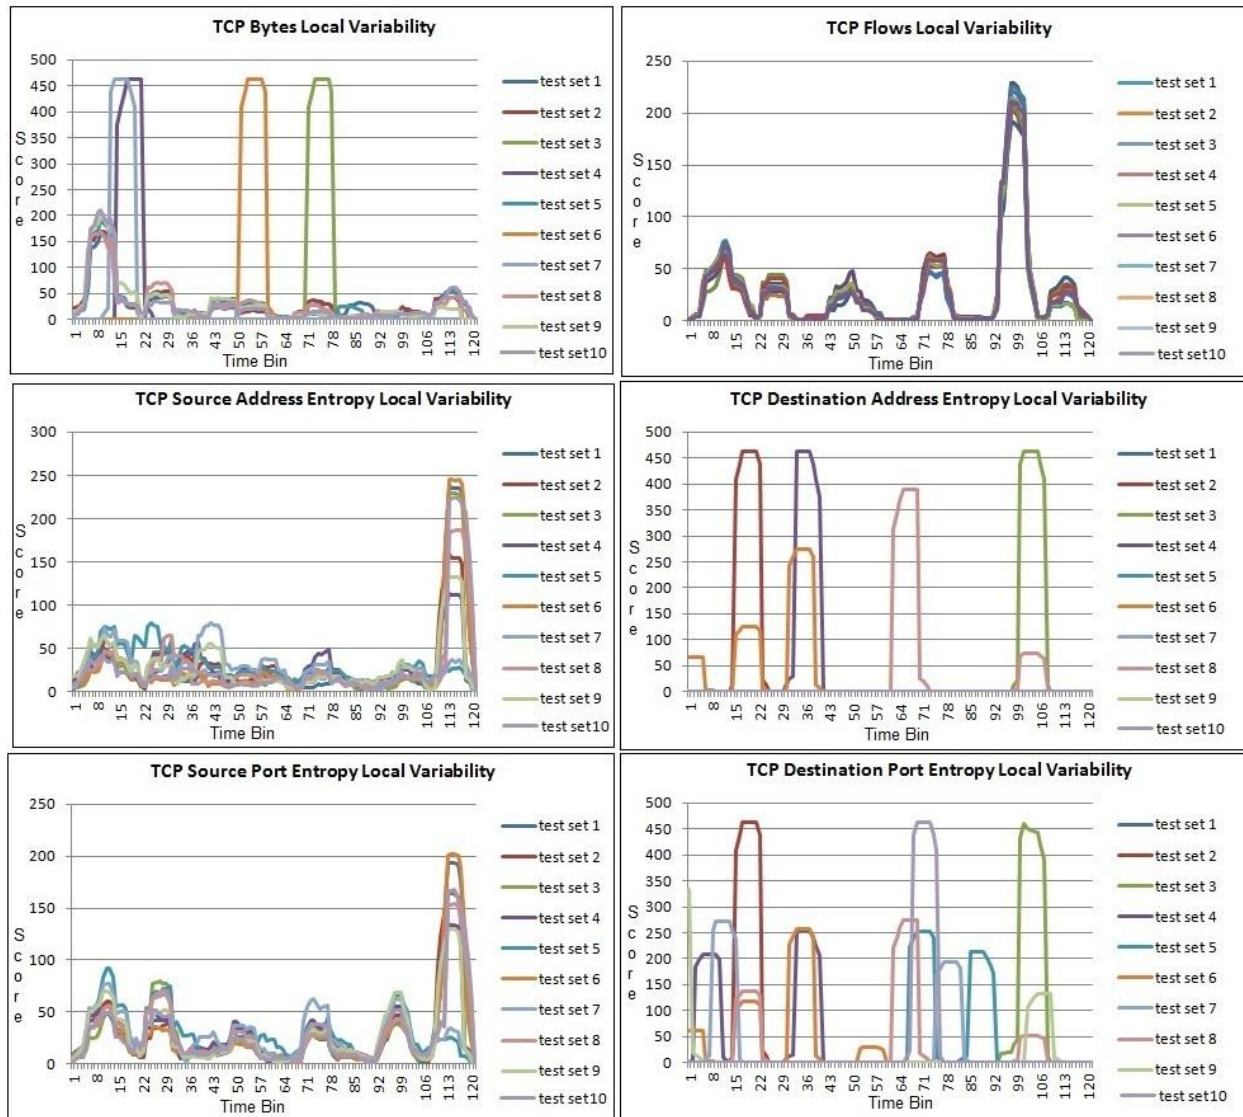 TCP Bytes Local Variability
500
450
400
350
300
250
200
150
100
50
0
Score
1 8 15 22 29 36 43 50 57 64 71 78 85 92 99 106 113 120
Time Bin
test set 1
test set 2
test set 3
test set 4
test set 5
test set 6
test set 7
test set 8
test set 9
test set10
TCP Flows Local Variability
250
200
150
100
50
0
Score
1 8 15 22 29 36 43 50 57 64 71 78 85 92 99 106 113 120
Time Bin
test set 1
test set 2
test set 3
test set 4
test set 5
test set 6
test set 7
test set 8
test set 9
test set10
TCP Source Address Entropy Local Variability
300
250
200
150
100
50
0
Score
1 8 15 22 29 36 43 50 57 64 71 78 85 92 99 106 113 120
Time Bin
test set 1
test set 2
test set 3
test set 4
test set 5
test set 6
test set 7
test set 8
test set 9
test set10
TCP Destination Address Entropy Local Variability
500
450
400
350
300
250
200
150
100
50
0
Score
1 8 15 22 29 36 43 50 57 64 71 78 85 92 99 106 113 120
Time Bin
test set 1
test set 2
test set 3
test set 4
test set 5
test set 6
test set 7
test set 8
test set 9
test set10
TCP Source Port Entropy Local Variability
250
200
150
100
50
0
Score
1 8 15 22 29 36 43 50 57 64 71 78 85 92 99 106 113 120
Time Bin
test set 1
test set 2
test set 3
test set 4
test set 5
test set 6
test set 7
test set 8
test set 9
test set10
TCP Destination Port Entropy Local Variability
500
450
400
350
300
250
200
150
100
50
0
Score
1 8 15 22 29 36 43 50 57 64 71 78 85 92 99 106 113 120
Time Bin
test set 1
test set 2
test set 3
test set 4
test set 5
test set 6
test set 7
test set 8
test set 9
test set10